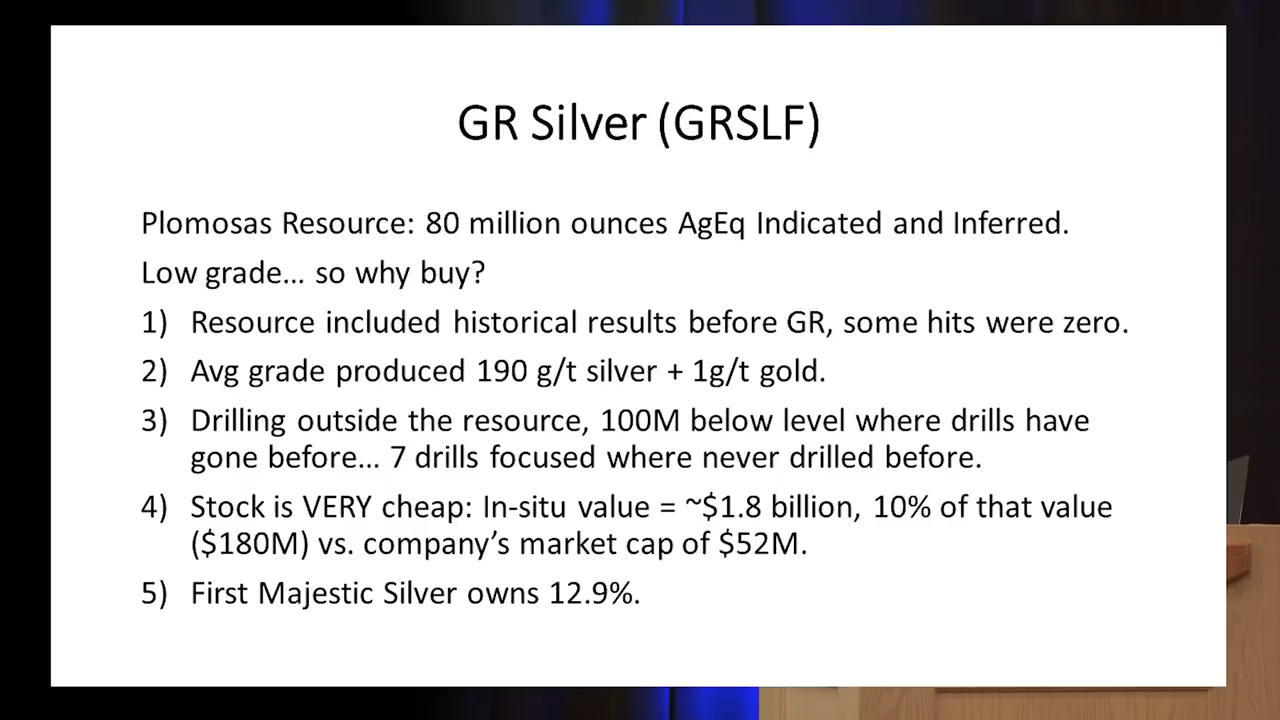 GR Silver (GRSLF)
Plomosas Resource: 80 million ounces AgEq Indicated and Inferred.
Low grade... so why buy?
1) Resource included historical results before GR, some hits were zero.
2) Avg grade produced 190 g/t silver + 1g/t gold.
3) Drilling outside the resource, 100M below level where drills have
gone before... 7 drills focused where never drilled before.
4) Stock is VERY cheap: In-situ value = ~$1.8 billion, 10% of that value
($180M) vs. company's market cap of $52M.
5) First Majestic Silver owns 12.9%.